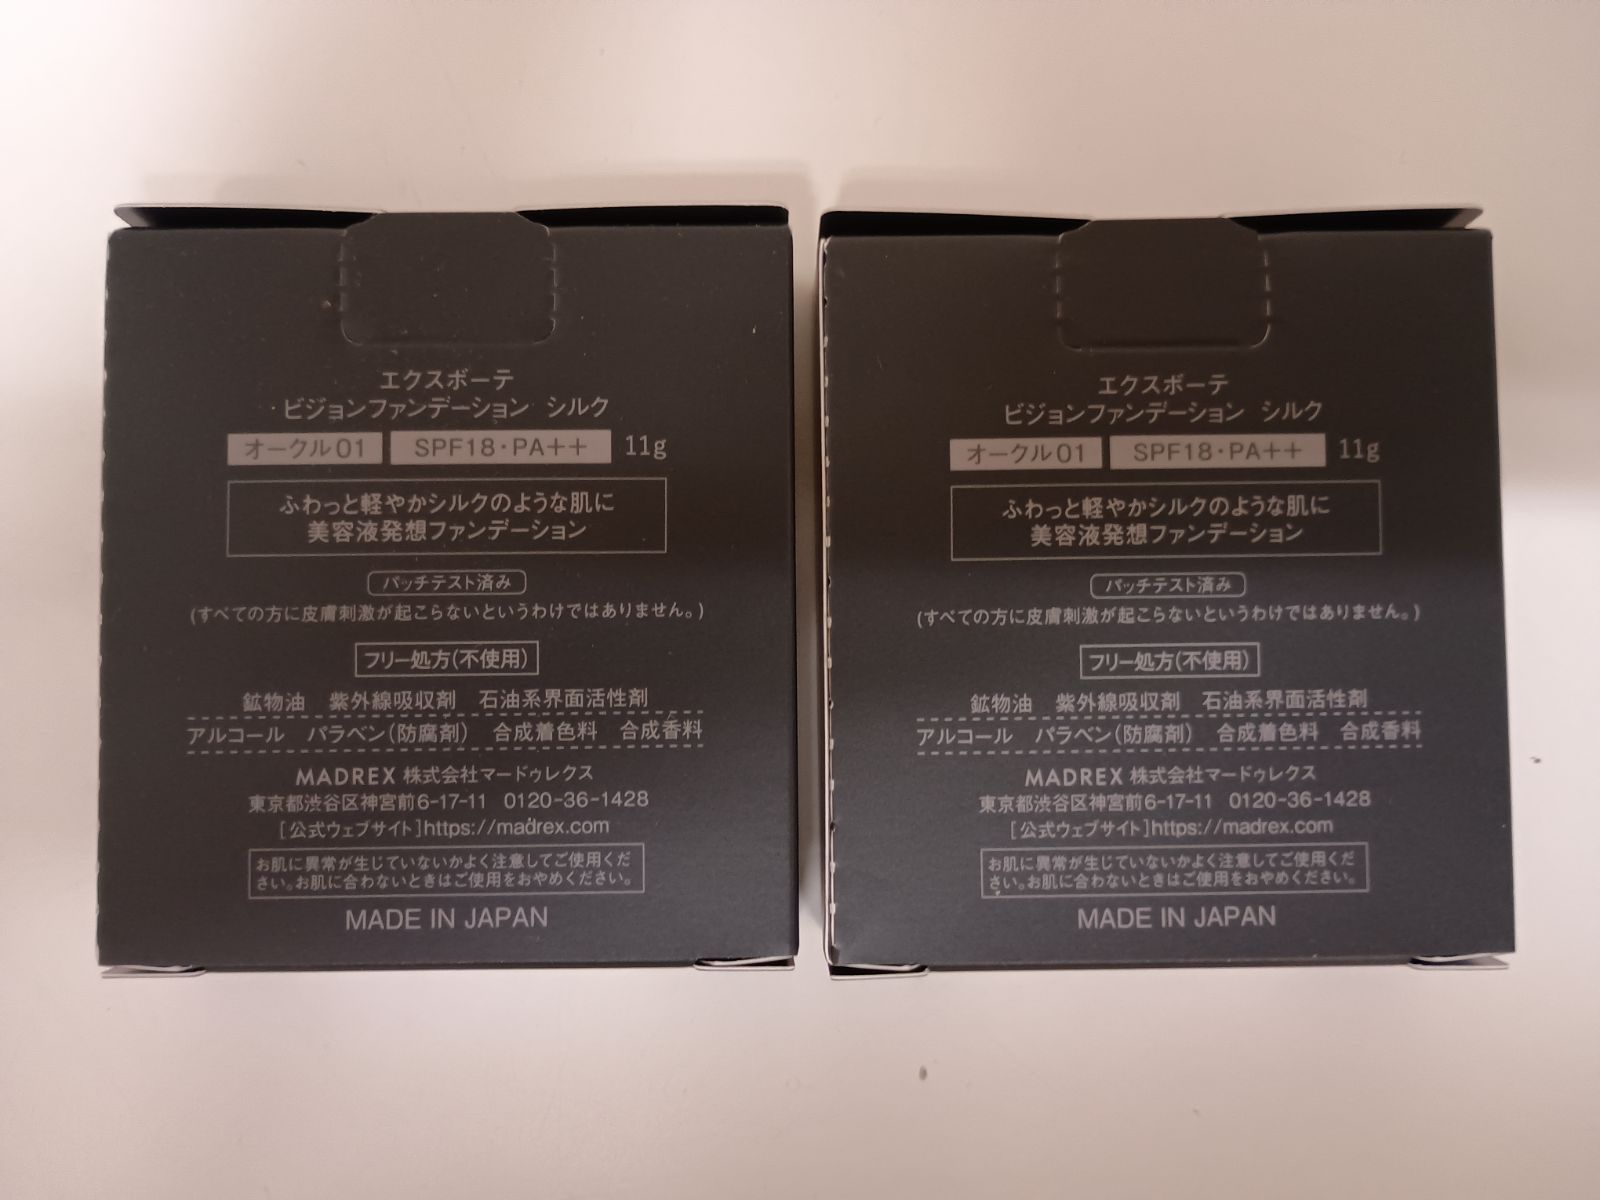 エクスボーテ
ビジョンファンデーション シルク
オークル01 SPF18・PA++ 11g
ふわっと軽やかシルクのような肌に
美容液発想ファンデーション
パッチテスト済み
(すべての方に皮膚刺激が起こらないというわけではありません。)
フリー処方(不使用)
鉱物油 紫外線吸収剤 石油系界面活性剤
アルコール パラベン(防腐剤) 合成着色料 合成香料
MADREX 株式会社マードゥレクス
東京都渋谷区神宮前6-17-11 0120-36-1428
[公式ウェブサイト]https://madrex.com
お肌に異常が生じていないかよく注意してご使用くだ
さい。お肌に合わないときはご使用をおやめください。
MADE IN JAPAN
エクスボーテ
ビジョンファンデーション シルク
オークル01 SPF18・PA++ 11g
ふわっと軽やかシルクのような肌に
美容液発想ファンデーション
パッチテスト済み
(すべての方に皮膚刺激が起こらないというわけではありません。)
フリー処方(不使用)
鉱物油 紫外線吸収剤 石油系界面活性剤
アルコール パラベン(防腐剤) 合成着色料 合成香料
MADREX 株式会社マードゥレクス
東京都渋谷区神宮前6-17-11 0120-36-1428
[公式ウェブサイト]https://madrex.com
お肌に異常が生じていないかよく注意してご使用くだ
さい。お肌に合わないときはご使用をおやめください。
MADE IN JAPAN